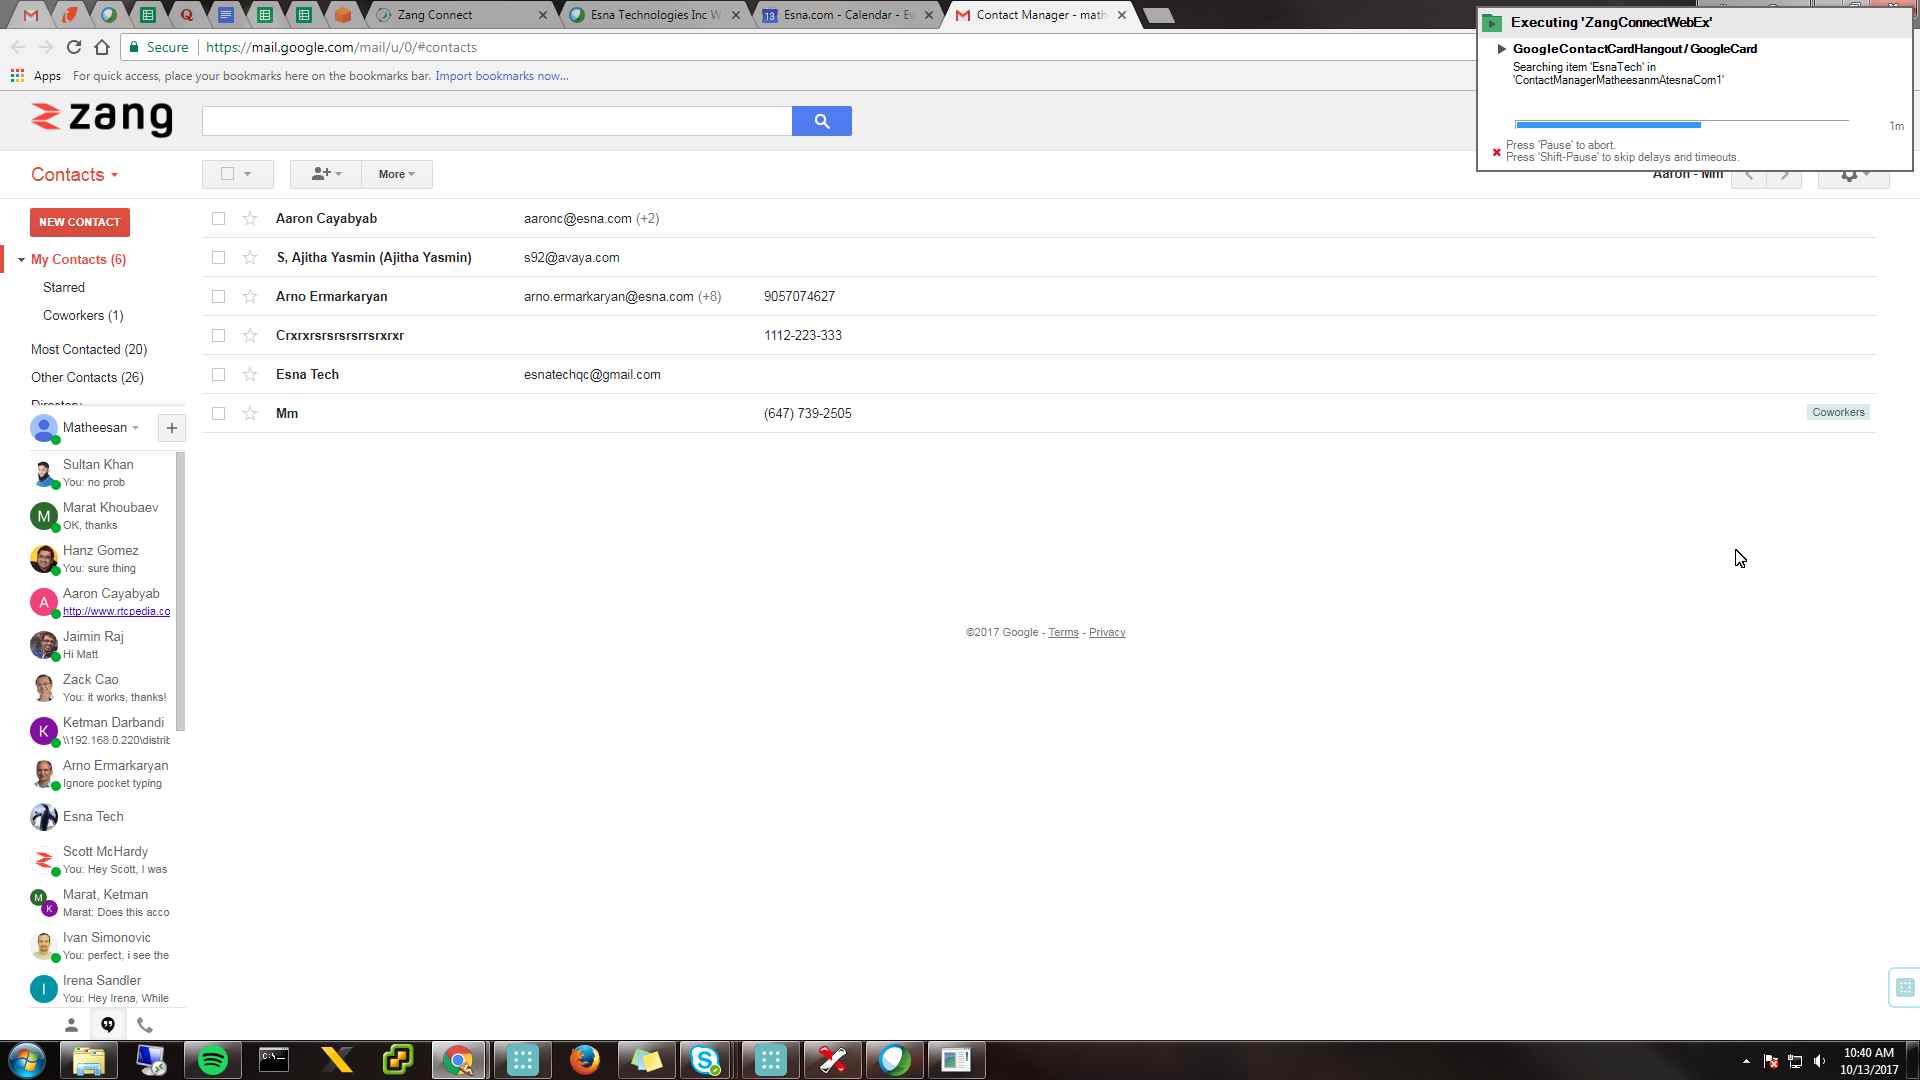 Zang Connect
Esna Technologies Inc W
Esna.com - Calendar - Es
Contact Manager - math
Secure
https://mail.google.com/mail/u/0/#contacts
Apps
For quick access, place your bookmarks here on the bookmarks bar. Import bookmarks now...
Executing 'ZangConnectWebEx'
GoogleContactCardHangout / GoogleCard
Searching item 'EsnaTech' in
'ContactManagerMatheesanmAtesnaCom1'
1m
Press 'Pause' to abort.
Press 'Shift-Pause' to skip delays and timeouts.
zang
Contacts
More
Aaron - Mm
NEW CONTACT
My Contacts (6)
Starred
Coworkers (1)
Most Contacted (20)
Other Contacts (26)
Directory
Aaron Cayabyab aaronc@esna.com (+2)
S, Ajitha Yasmin (Ajitha Yasmin) s92@avaya.com
Arno Ermarkaryan arno.ermarkaryan@esna.com (+8) 9057074627
Crxrxrsrsrsrsrrsrxrxr 1112-223-333
Esna Tech esnatechqc@gmail.com
Mm (647) 739-2505 Coworkers
©2017 Google - Terms - Privacy
Matheesan
Sultan Khan
You: no prob
M
Marat Khoubaev
OK, thanks
Hanz Gomez
You: sure thing
A
Aaron Cayabyab
http://www.rtcpedia.co
Jaimin Raj
Hi Matt
Zack Cao
You: it works, thanks!
K
Ketman Darbandi
\\192.168.0.220\distrib
Arno Ermarkaryan
Ignore pocket typing
Esna Tech
Scott McHardy
You: Hey Scott, I was
M
K
Marat, Ketman
Marat: Does this acco
Ivan Simonovic
You: perfect, i see the
I
Irena Sandler
You: Hey Irena, While
10:40 AM
10/13/2017